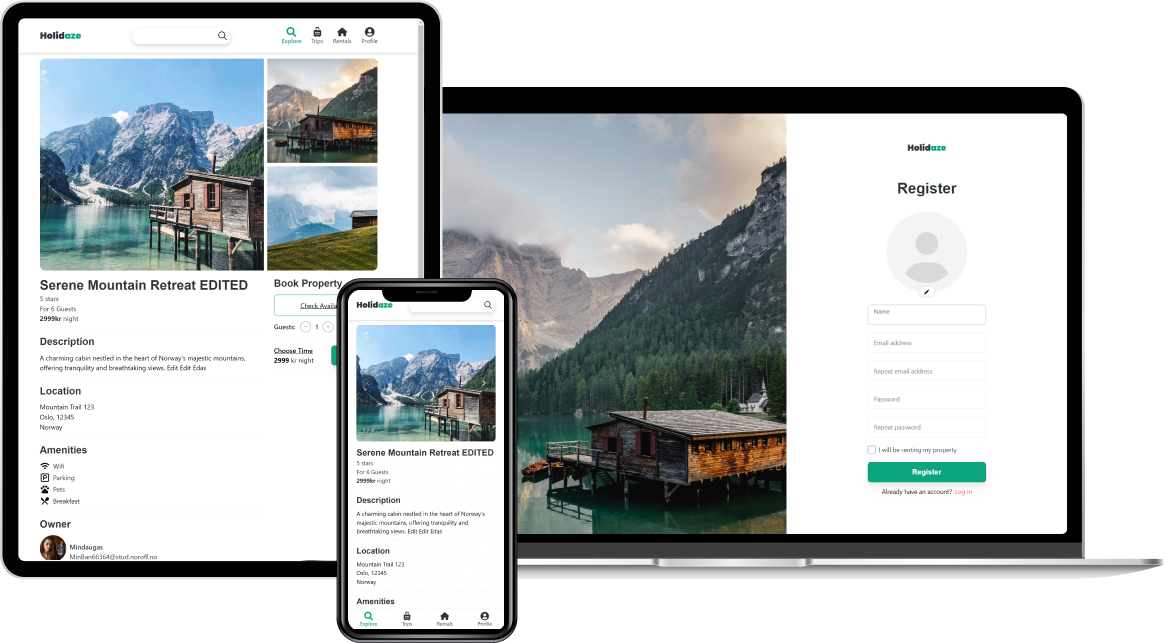 Holidaze
Explore
Trips
Rentals
Profile
Serene Mountain Retreat EDITED
5 stars
For 6 Guests
2999kr night
Description
A charming cabin nestled in the heart of Norway's majestic mountains,
offering tranquility and breathtaking views. Edit Edit Edas
Location
Mountain Trail 123
Oslo, 12345
Norway
Amenities
Wifi
Parking
Pets
Breakfast
Owner
Mindaugas
MinBan66364@stud.noroff.no
Book Property
Check Availa
Guests: 1
Choose Time
2999 kr night
Holidaze
1 / 4
Serene Mountain Retreat EDITED
5 stars
For 6 Guests
2999kr night
Description
A charming cabin nestled in the heart of Norway's
majestic mountains, offering tranquility and
breathtaking views. Edit Edit Edas
Location
Mountain Trail 123
Oslo, 12345
Norway
Amenities
Explore
Trips
Rentals
Profile
Holidaze
Register
Name
Email address
Repeat email address
Password
Repeat password
I will be renting my property
Register
Already have an account? Log in